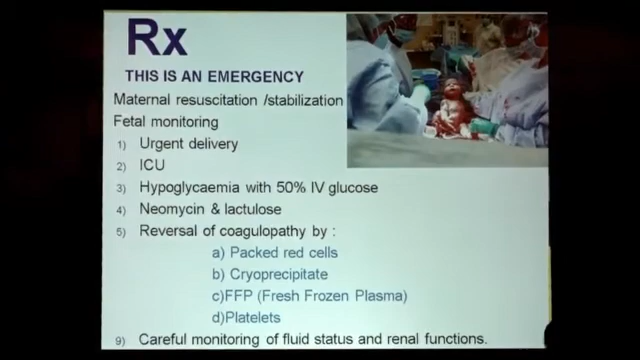 Rx
THIS IS AN EMERGENCY
Maternal resuscitation /stabilization
Fetal monitoring
1) Urgent delivery
2) ICU
3) Hypoglycaemia with 50% IV glucose
4) Neomycin & lactulose
5) Reversal of coagulopathy by :
a) Packed red cells
b) Cryoprecipitate
c)FFP (Fresh Frozen Plasma)
d)Platelets
9) Careful monitoring of fluid status and renal functions.